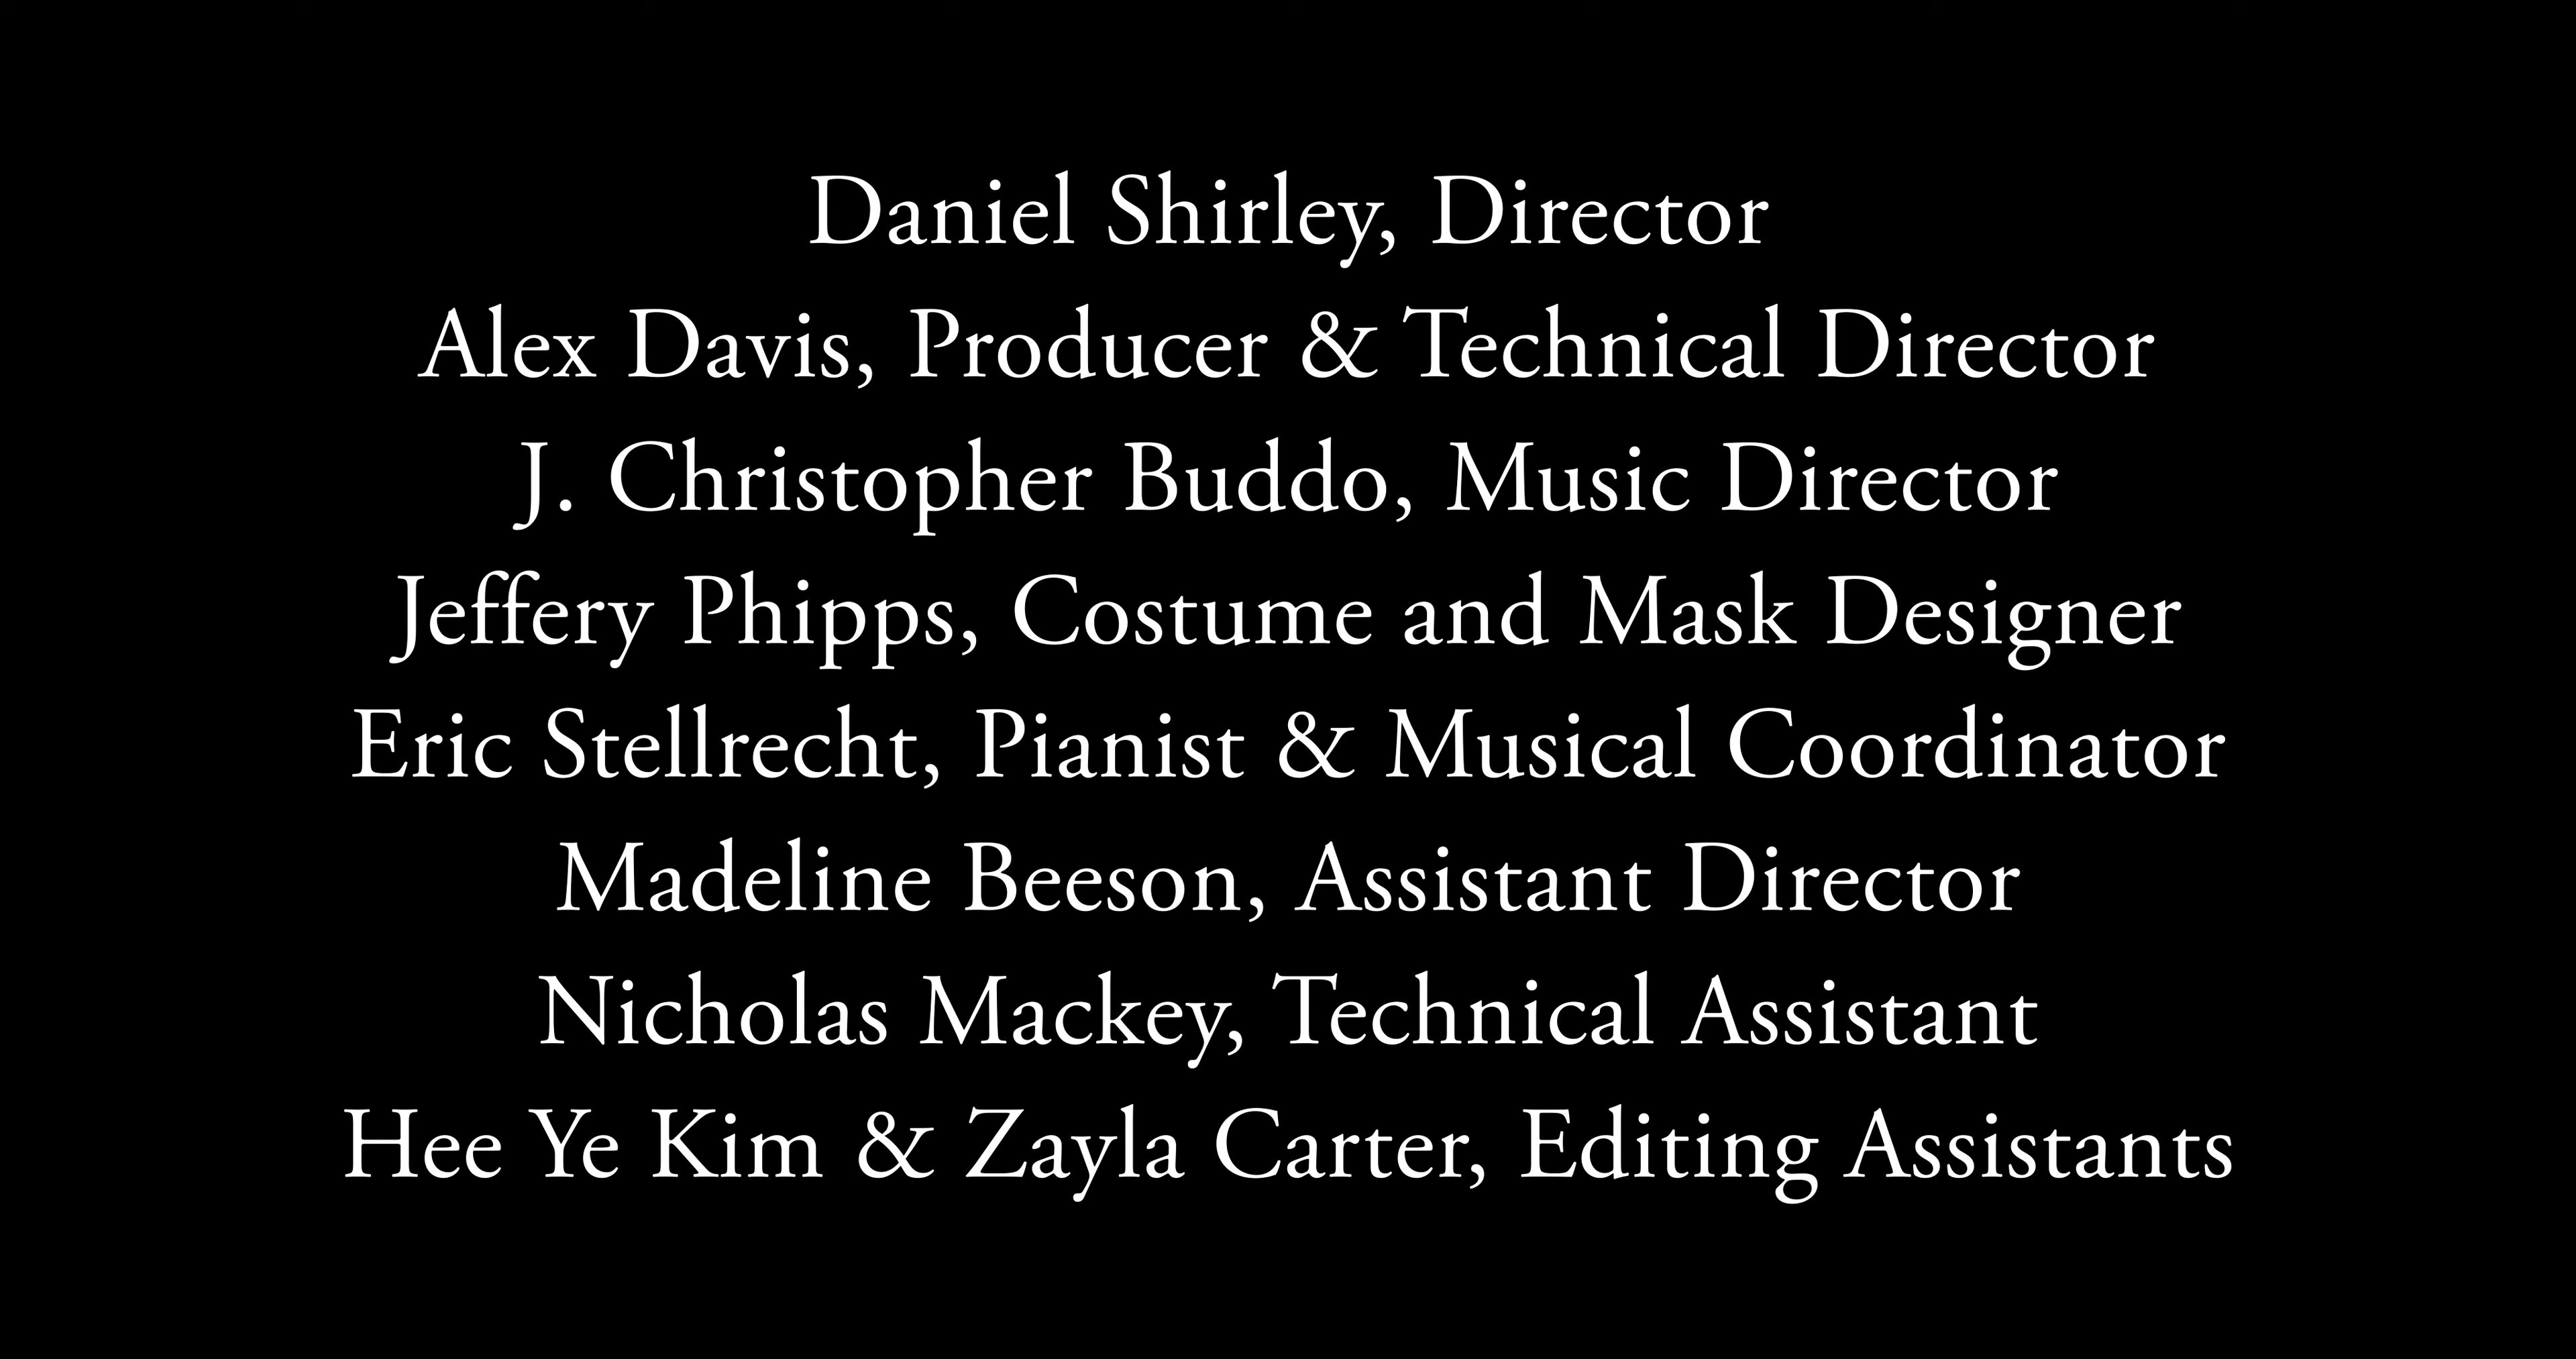 Daniel Shirley, Director
Alex Davis, Producer & Technical Director
J. Christopher Buddo, Music Director
Jeffery Phipps, Costume and Mask Designer
Eric Stellrecht, Pianist & Musical Coordinator
Madeline Beeson, Assistant Director
Nicholas Mackey, Technical Assistant
Hee Ye Kim & Zayla Carter, Editing Assistants